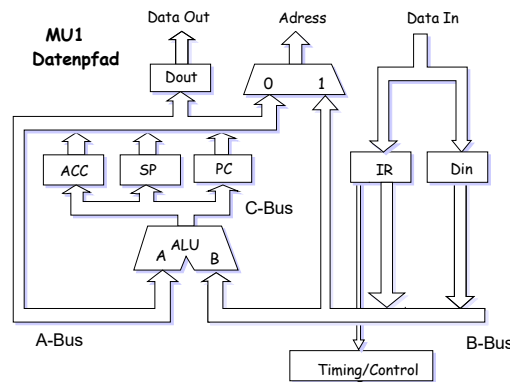 MU1
Datenpfad
Data Out
Adress
Data In
Dout
0 1
ACC
SP
PC
IR
Din
C-Bus
ALU
A
B
A-Bus
B-Bus
Timing/Control